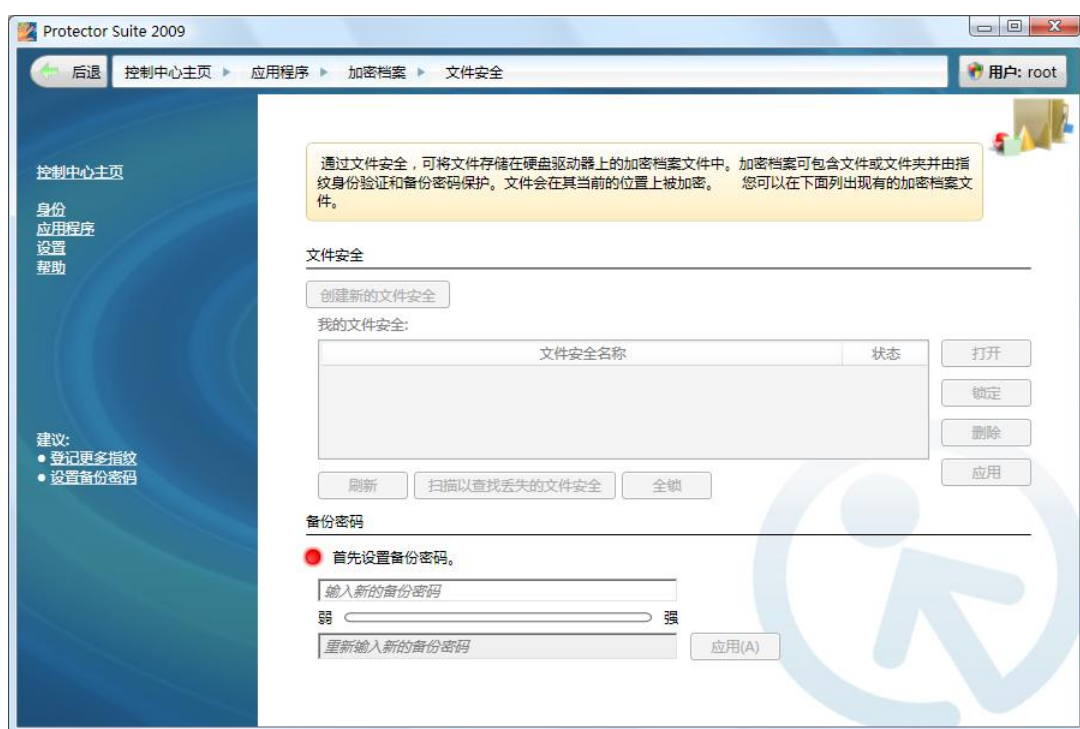 Protector Suite 2009
后退 控制中心主页 应用程序 加密档案 文件安全 用户: root
控制中心主页
身份
应用程序
设置
帮助
建议:
登记更多指纹
设置备份密码
通过文件安全，可将文件存储在硬盘驱动器上的加密档案文件中。加密档案可包含文件或文件夹并由指
纹身份验证和备份密码保护。文件会在其当前的位置上被加密。 您可以在下面列出现有的加密档案文
件。
文件安全
创建新的文件安全
我的文件安全:
文件安全名称 状态 打开
锁定
删除
应用
刷新 扫描以查找丢失的文件安全 全锁
备份密码
首先设置备份密码。
输入新的备份密码
弱 强
重新输入新的备份密码 应用(A)